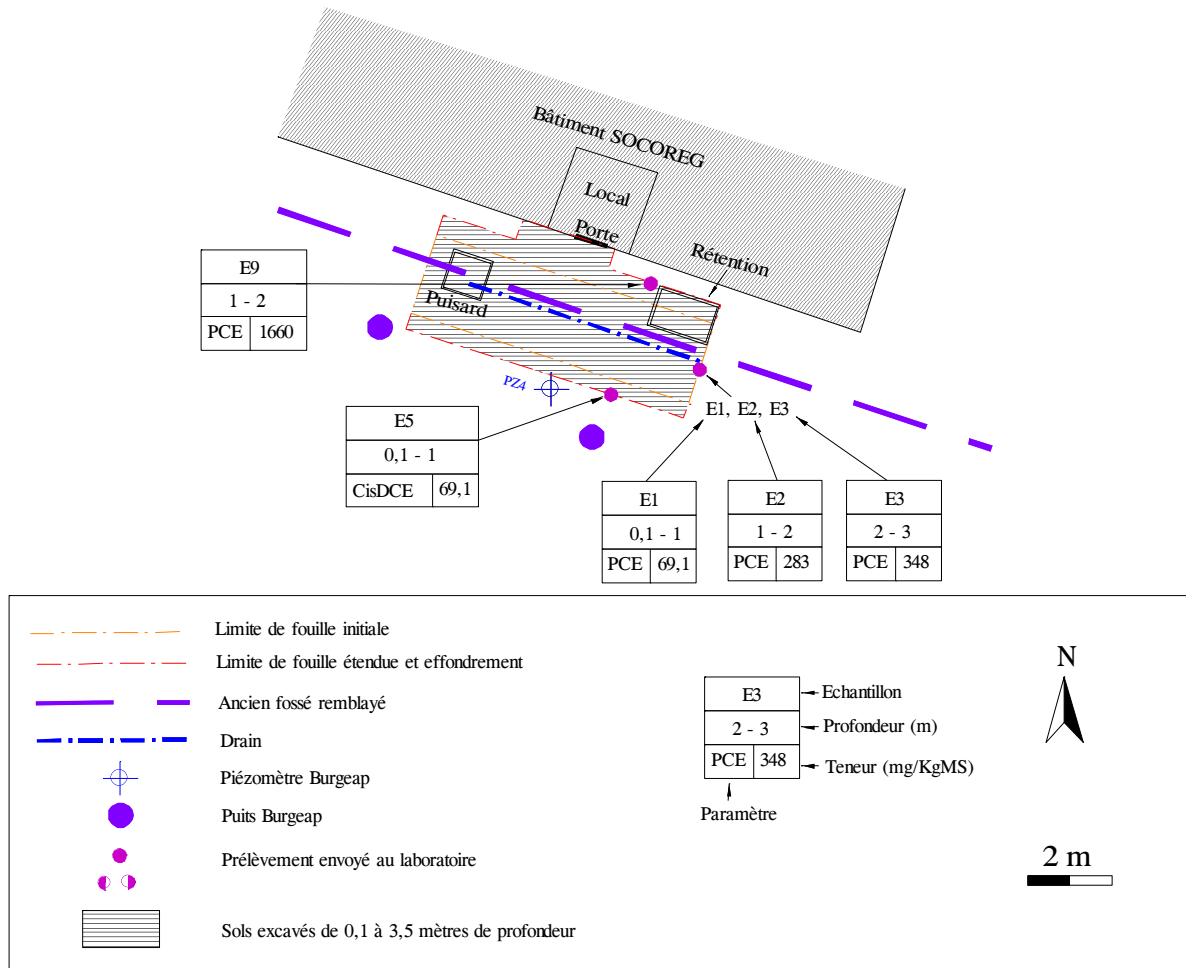 Bâtiment SOCOREG
Local
Porte
Rétention
E9
1 - 2
PCE 1660
Puisard
PZ4
E1, E2, E3
E5
0,1 - 1
CisDCE 69,1
E1
0,1 - 1
PCE 69,1
E2
1 - 2
PCE 283
E3
2 - 3
PCE 348
Limite de fouille initiale
Limite de fouille étendue et effondrement
Ancien fossé remblayé
Drain
Piézomètre Burgeap
Puits Burgeap
Prélèvement envoyé au laboratoire
Sols excavés de 0,1 à 3,5 mètres de profondeur
E3
Echantillon
2 - 3
Profondeur (m)
PCE 348
Teneur (mg/KgMS)
Paramètre
N
2 m